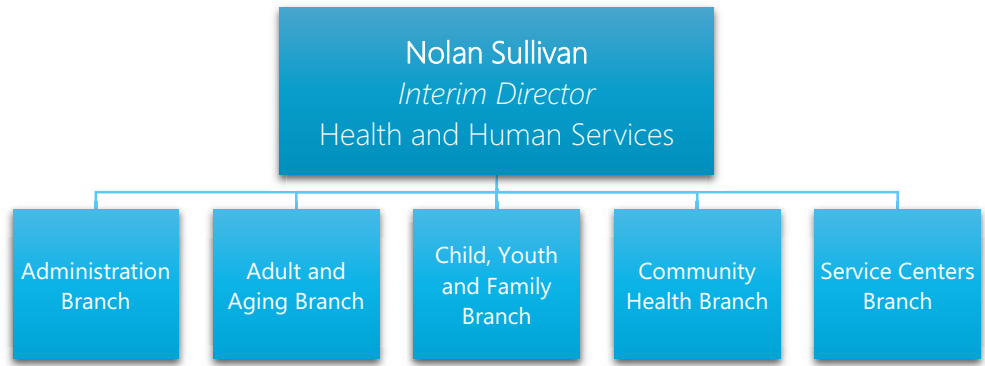 Nolan Sullivan
Interim Director
Health and Human Services
Administration
Branch
Adult and
Aging Branch
Child, Youth
and Family
Branch
Community
Health Branch
Service Centers
Branch